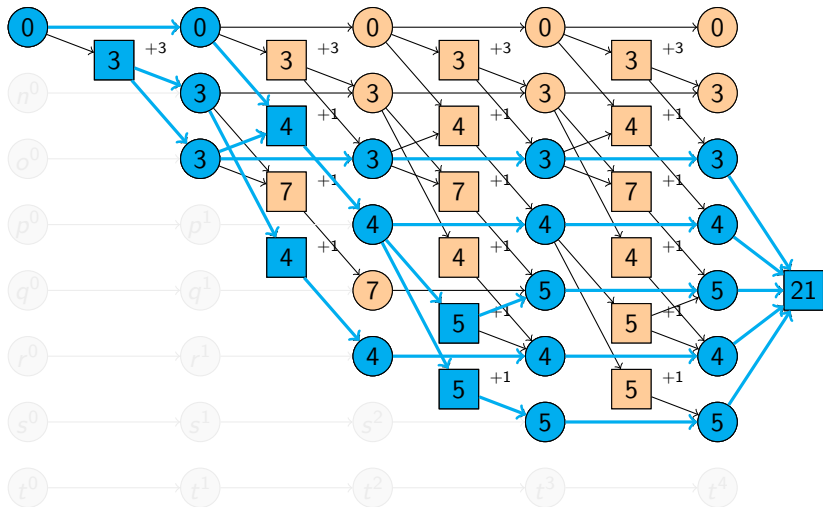 0 0 0 0 0
3 +3 3 +3 3 +3 3 +3
n⁰ 3 3 3 3
4 +1 4 +1 4 +1
o⁰ 3 3 3 3
7 +1 7 +1 7 +1
p⁰ p¹ 4 4 4
4 +1 4 +1 4 +1
q⁰ q¹ 7 5 5 21
5 +1 5 +1
r⁰ r¹ 4 4 4
5 +1 5 +1
s⁰ s¹ s² 5 5
t⁰ t¹ t² t³ t⁴